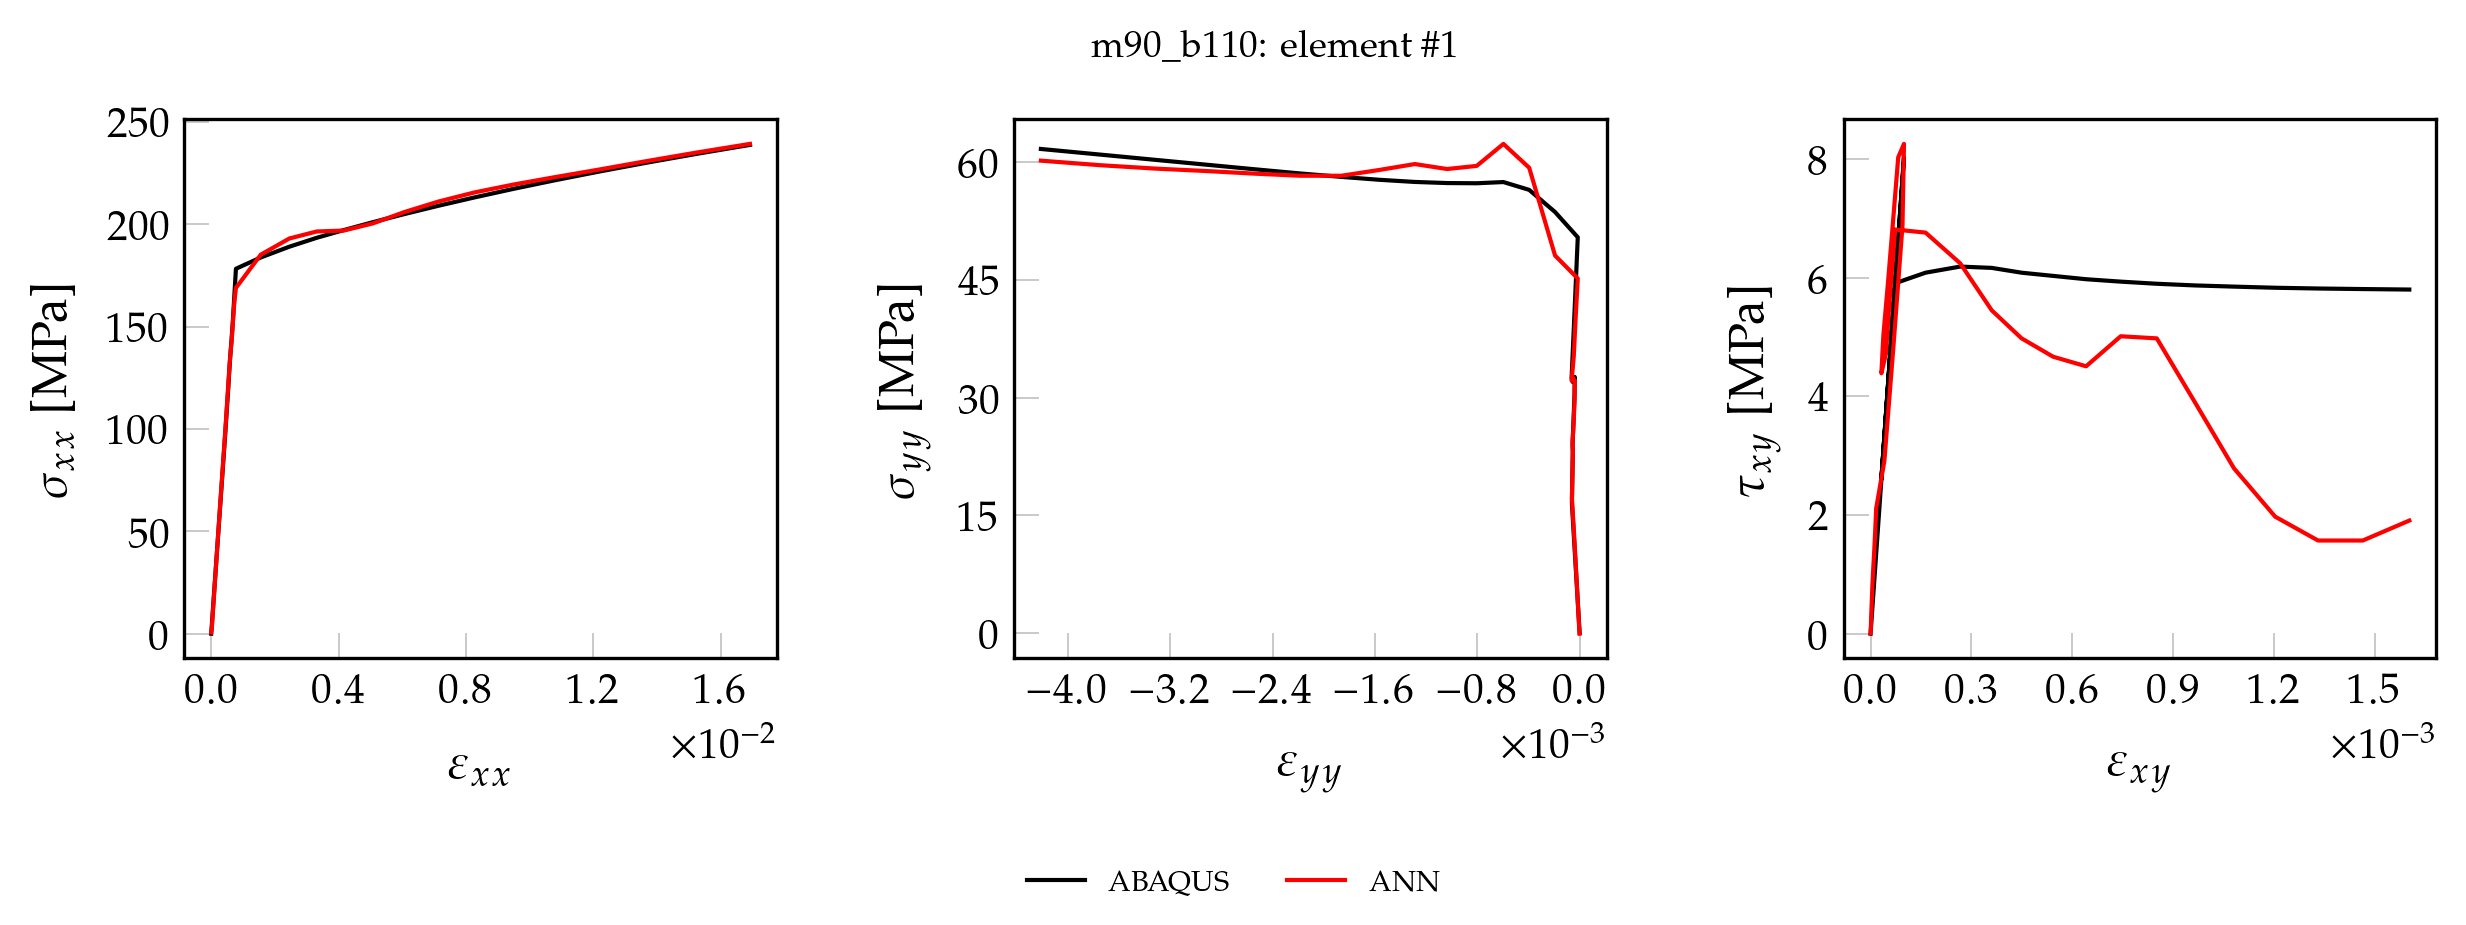 m90_b110: element #1
σxx [MPa]
250
200
150
100
50
0
0.0 0.4 0.8 1.2 1.6
×10−2
εxx
σyy [MPa]
60
45
30
15
0
−4.0 −3.2 −2.4 −1.6 −0.8 0.0
×10−3
εyy
τxy [MPa]
8
6
4
2
0
0.0 0.3 0.6 0.9 1.2 1.5
×10−3
εxy
ABAQUS ANN